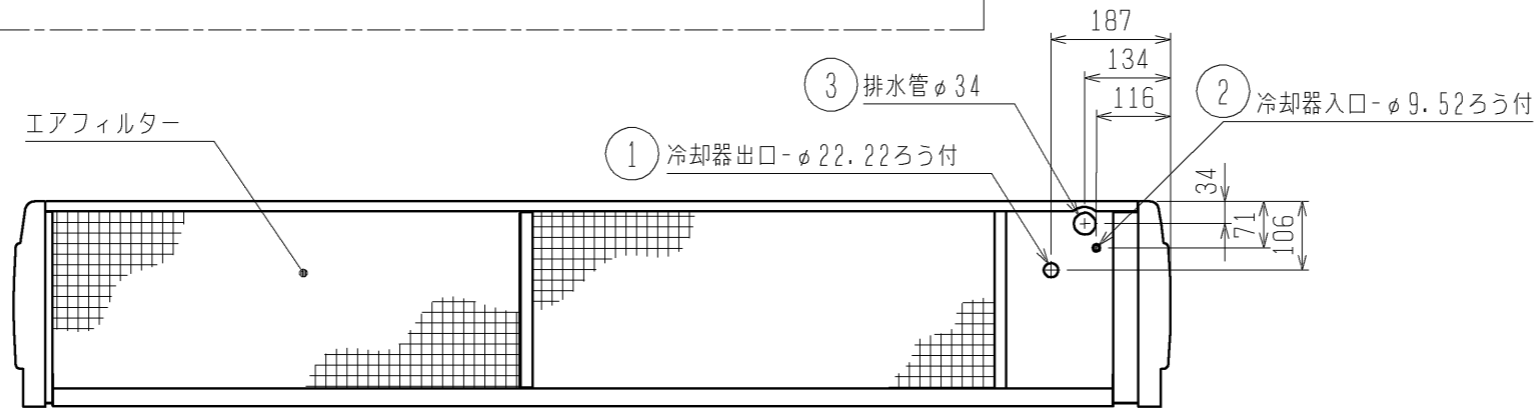 187
134
116
③ 排水管φ34
② 冷却器入口-φ9.52ろう付
エアフィルター
① 冷却器出口-φ22.22ろう付
34
71
106